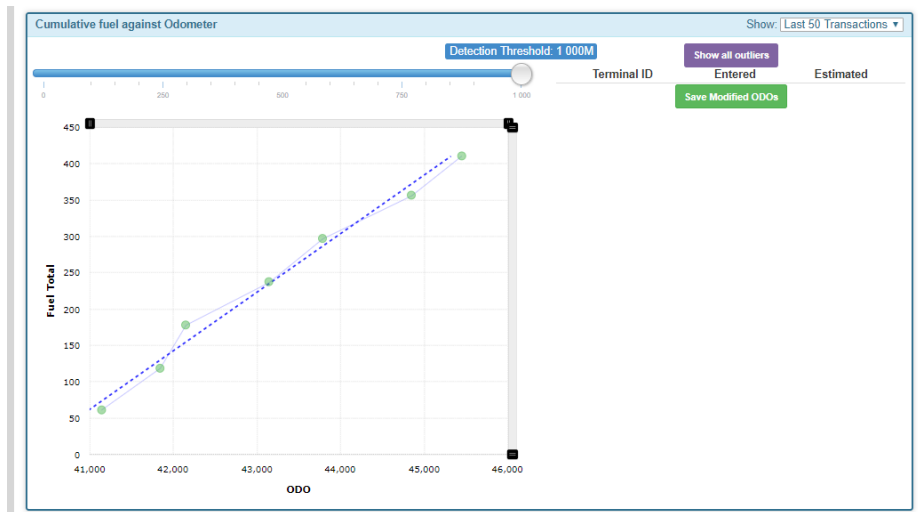 Cumulative fuel against Odometer
Show: Last 50 Transactions
Detection Threshold: 1 000M
Show all outliers
Terminal ID Entered Estimated
0 250 500 750 1 000
Save Modified ODOs
450
400
350
300
250
200
150
100
50
0
Fuel Total
41,000 42,000 43,000 44,000 45,000 46,000
ODO